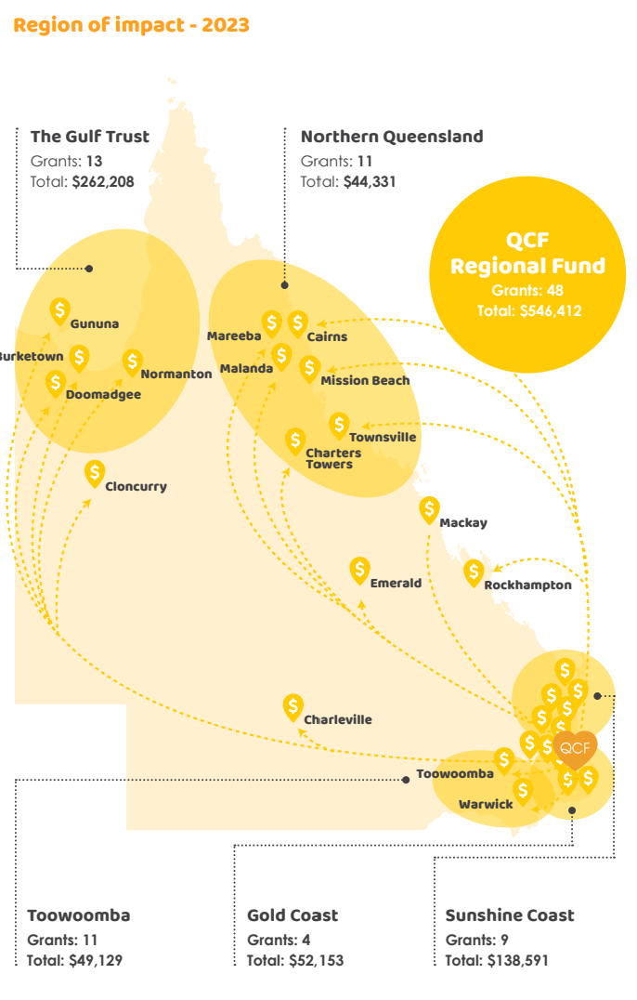 Region of impact - 2023
The Gulf Trust
Grants: 13
Total: $262,208
Northern Queensland
Grants: 11
Total: $44,331
QCF
Regional Fund
Grants: 48
Total: $546,412
Gununa
Mareeba
Cairns
Burketown
Normanton
Malanda
Mission Beach
Doomadgee
Townsville
Charters
Towers
Cloncurry
Mackay
Emerald
Rockhampton
Charleville
QCF
Toowoomba
Warwick
Toowoomba
Grants: 11
Total: $49,129
Gold Coast
Grants: 4
Total: $52,153
Sunshine Coast
Grants: 9
Total: $138,591